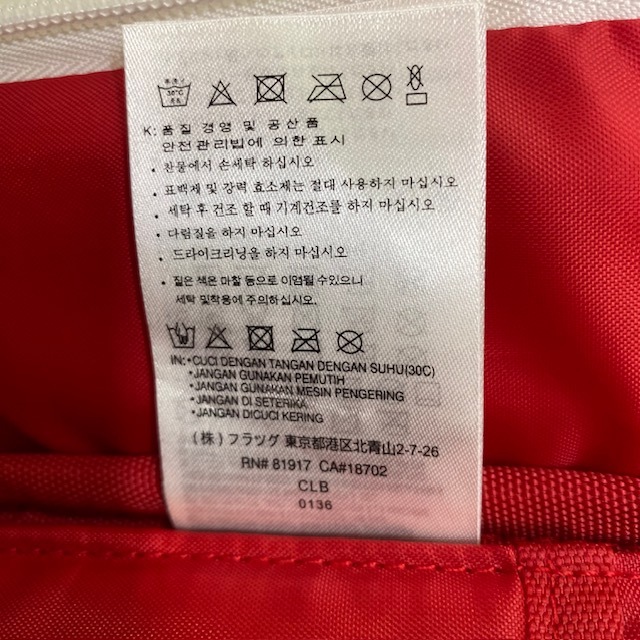 K: 품질 경영 및 공산 품
안전관리법에 의한 표시
• 찬물에서 손세탁 하십시오
• 표백제 및 강력 효소제는 절대 사용하지 마십시오
• 세탁 후 건조 할 때 기계건조를 하지 마십시오
• 다림질을 하지 마십시오
• 드라이크리닝을 하지 마십시오
• 짙은 색은 마찰 등으로 이염될 수있으니
세탁 및착용에 주의하십시오.
IN: •CUCI DENGAN TANGAN DENGAN SUHU(30C)
•JANGAN GUNAKAN PEMUTIH
•JANGAN GUNAKAN MESIN PENGERING
•JANGAN DI SETERIKA
•JANGAN DICUCI KERING
(株) フラッグ 東京都港区北青山2-7-26
RN# 81917 CA#18702
CLB
0136